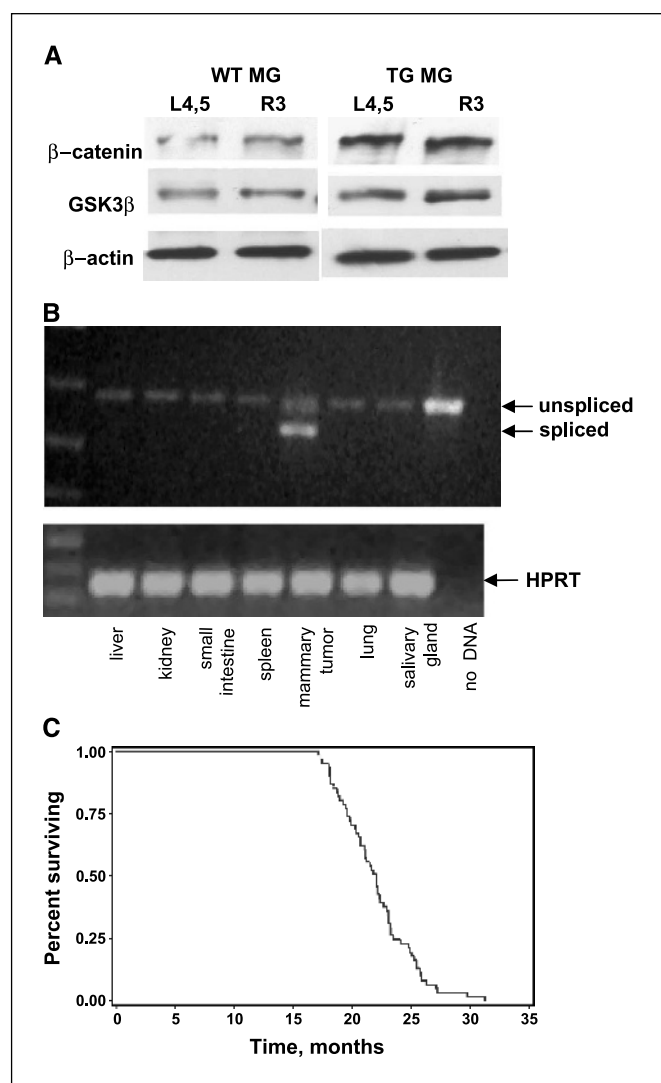 A
WT MG TG MG
L4,5 R3 L4,5 R3
β−catenin
GSK3β
β−actin
B
unspliced
spliced
HPRT
liver
kidney
small
intestine
spleen
mammary
tumor
lung
salivary
gland
no DNA
C
Percent surviving
1.00
0.75
0.50
0.25
0.00
0 5 10 15 20 25 30 35
Time, months